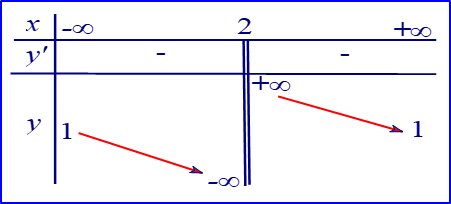 x -∞ 2 +∞
y' - -
+∞
y 1 1
-∞